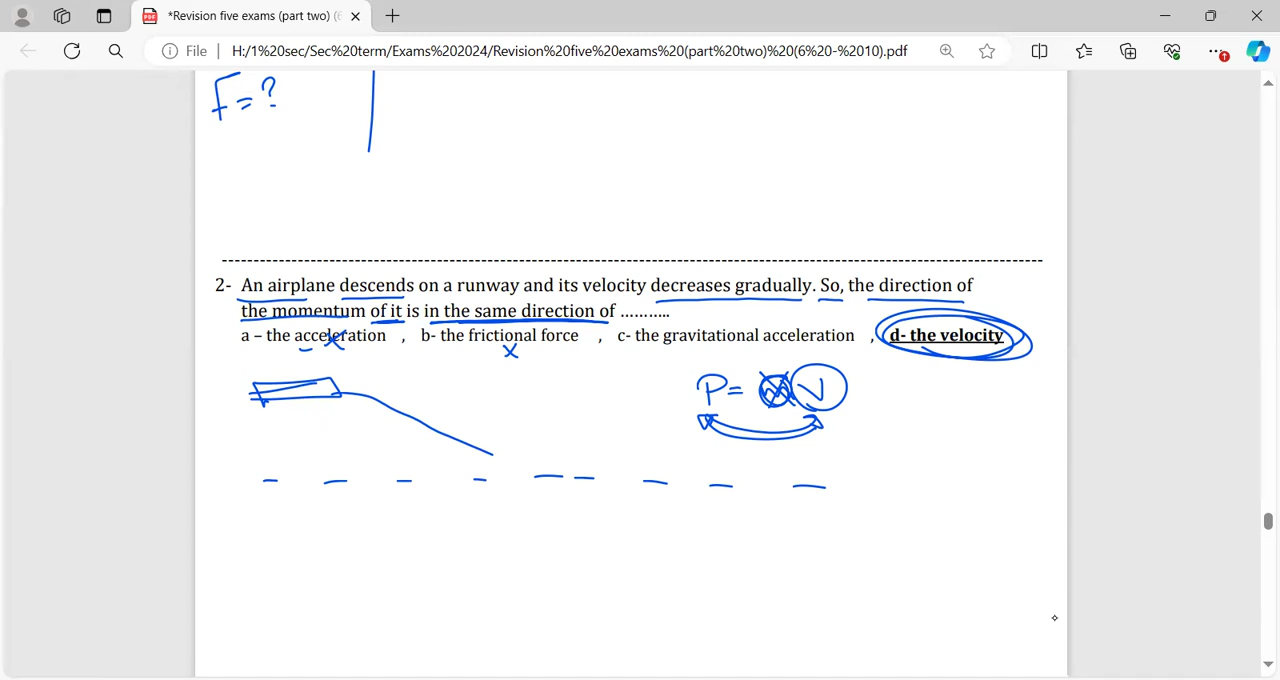 *Revision five exams (part two) (6
File
H:/1%20sec/Sec%20term/Exams%202024/Revision%20five%20exams%20(part%20two)%20(6%20-%2010).pdf
F=?
2- An airplane descends on a runway and its velocity decreases gradually. So, the direction of
the momentum of it is in the same direction of ...........
a – the acceleration , b- the frictional force , c- the gravitational acceleration , d- the velocity
P= m V